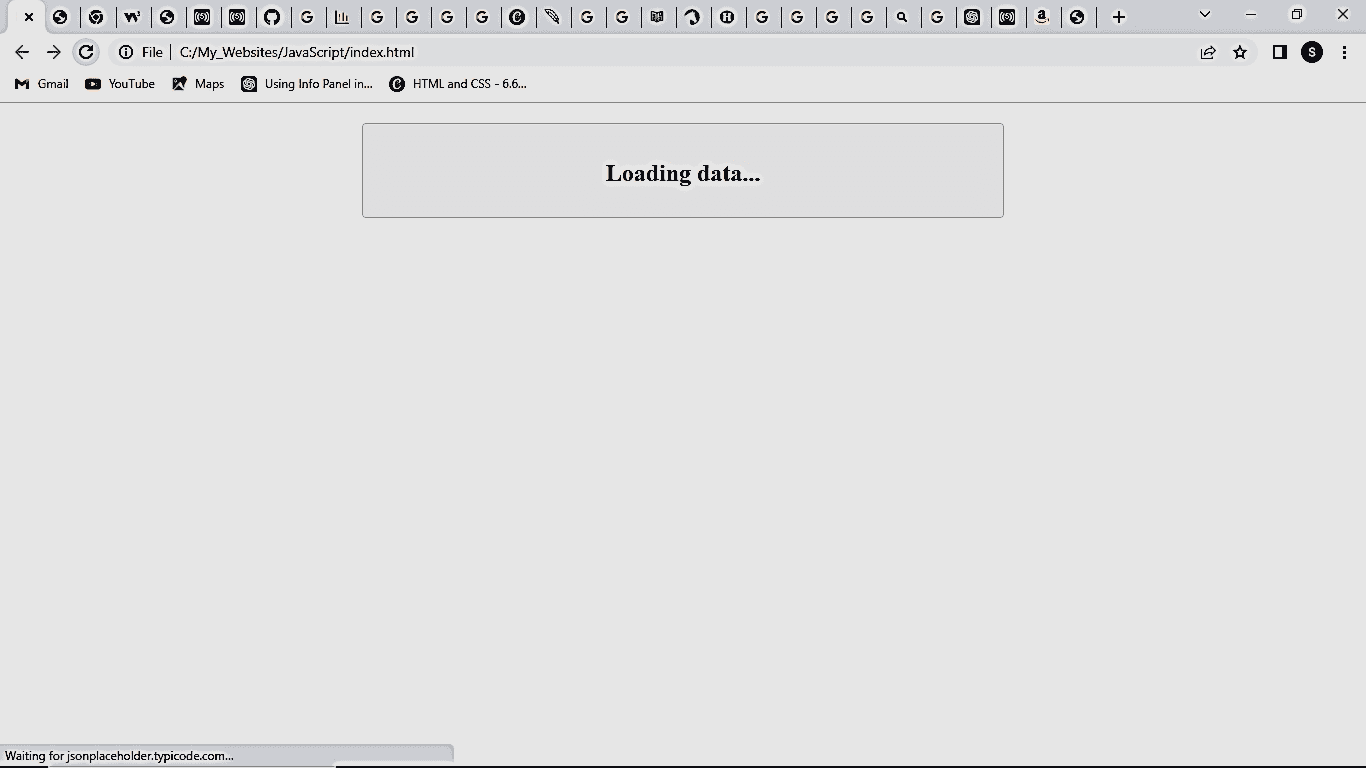 File
C:/My_Websites/JavaScript/index.html
S
Gmail
YouTube
Maps
Using Info Panel in...
HTML and CSS - 6.6...
Loading data...
Waiting for jsonplaceholder.typicode.com...